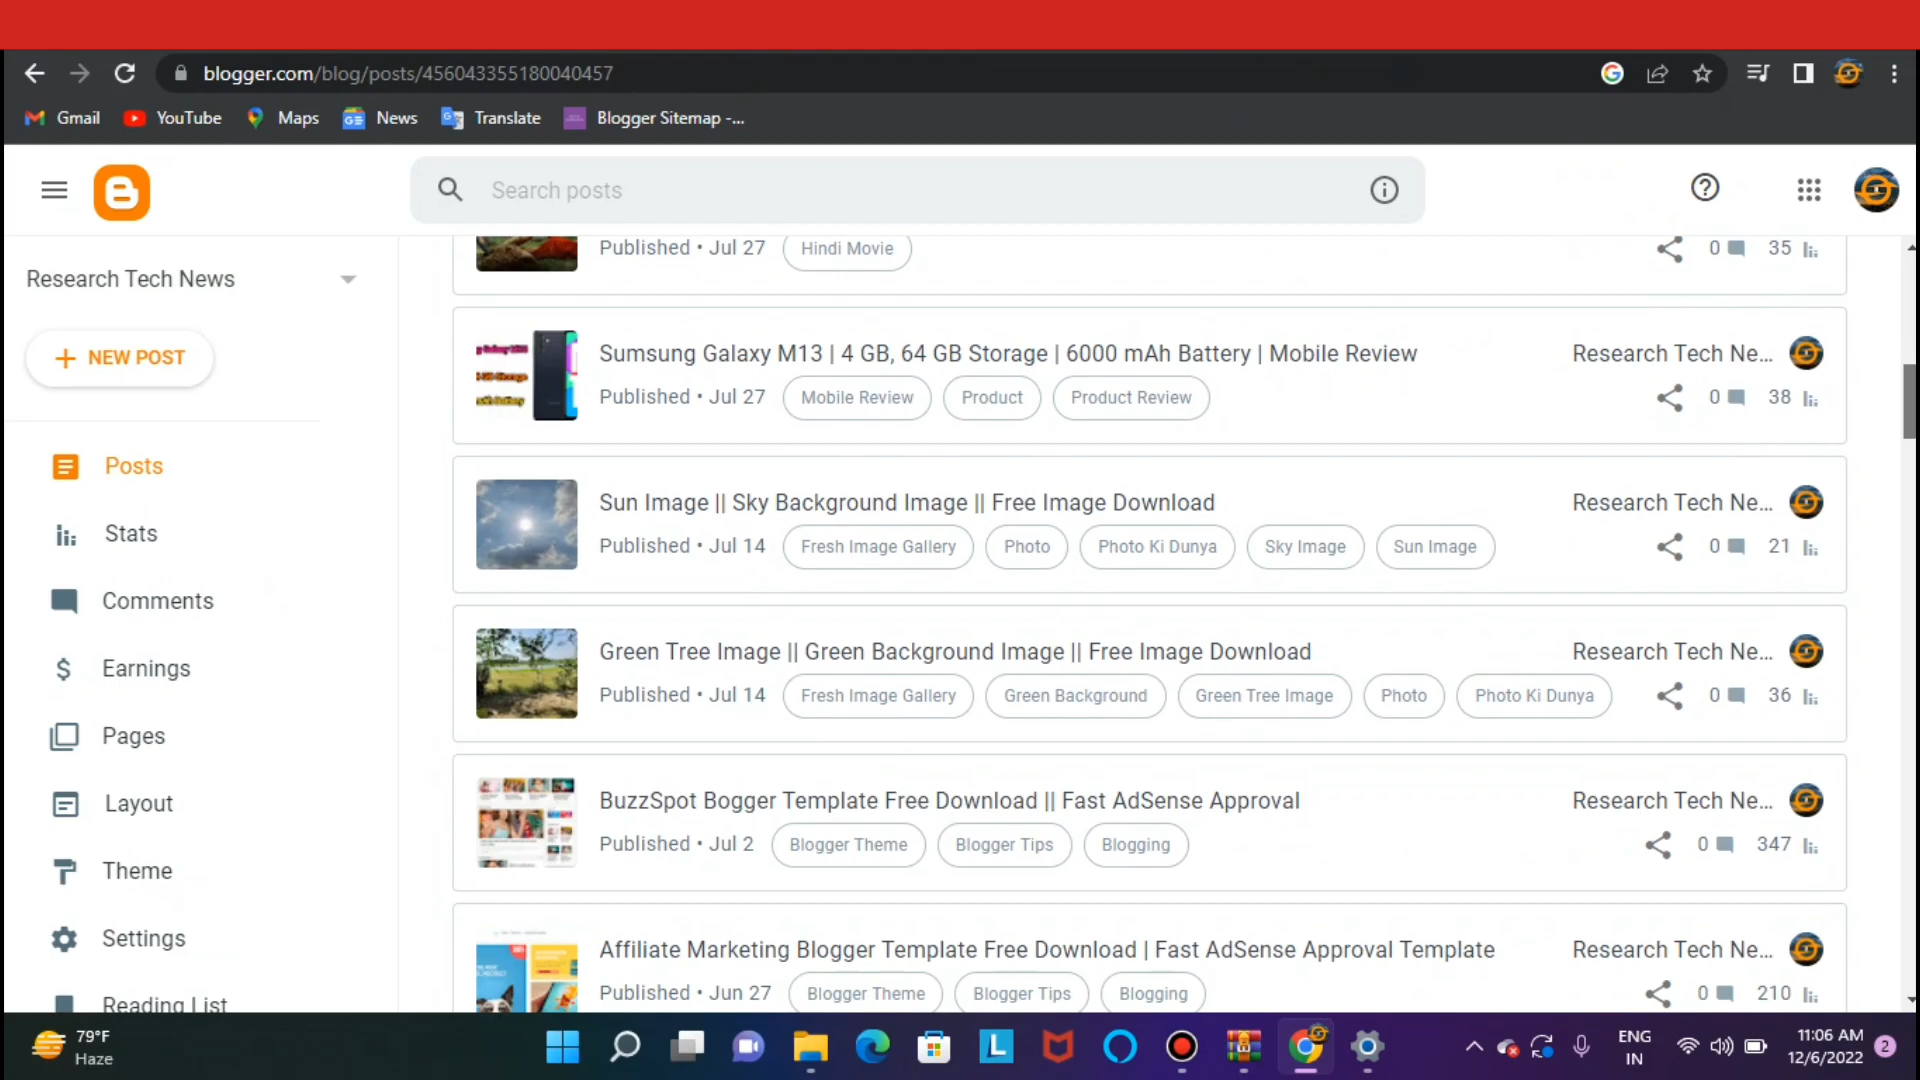 blogger.com/blog/posts/456043355180040457
Gmail YouTube Maps News Translate Blogger Sitemap -...
Search posts
Research Tech News
NEW POST
Posts
Stats
Comments
Earnings
Pages
Layout
Theme
Settings
Reading List
Published • Jul 27 Hindi Movie 0 35
Sumsung Galaxy M13 | 4 GB, 64 GB Storage | 6000 mAh Battery | Mobile Review Research Tech Ne...
Published • Jul 27 Mobile Review Product Product Review 0 38
Sun Image || Sky Background Image || Free Image Download Research Tech Ne...
Published • Jul 14 Fresh Image Gallery Photo Photo Ki Dunya Sky Image Sun Image 0 21
Green Tree Image || Green Background Image || Free Image Download Research Tech Ne...
Published • Jul 14 Fresh Image Gallery Green Background Green Tree Image Photo Photo Ki Dunya 0 36
BuzzSpot Bogger Template Free Download || Fast AdSense Approval Research Tech Ne...
Published • Jul 2 Blogger Theme Blogger Tips Blogging 0 347
Affiliate Marketing Blogger Template Free Download | Fast AdSense Approval Template Research Tech Ne...
Published • Jun 27 Blogger Theme Blogger Tips Blogging 0 210
79°F
Haze
ENG
IN
11:06 AM
12/6/2022
2